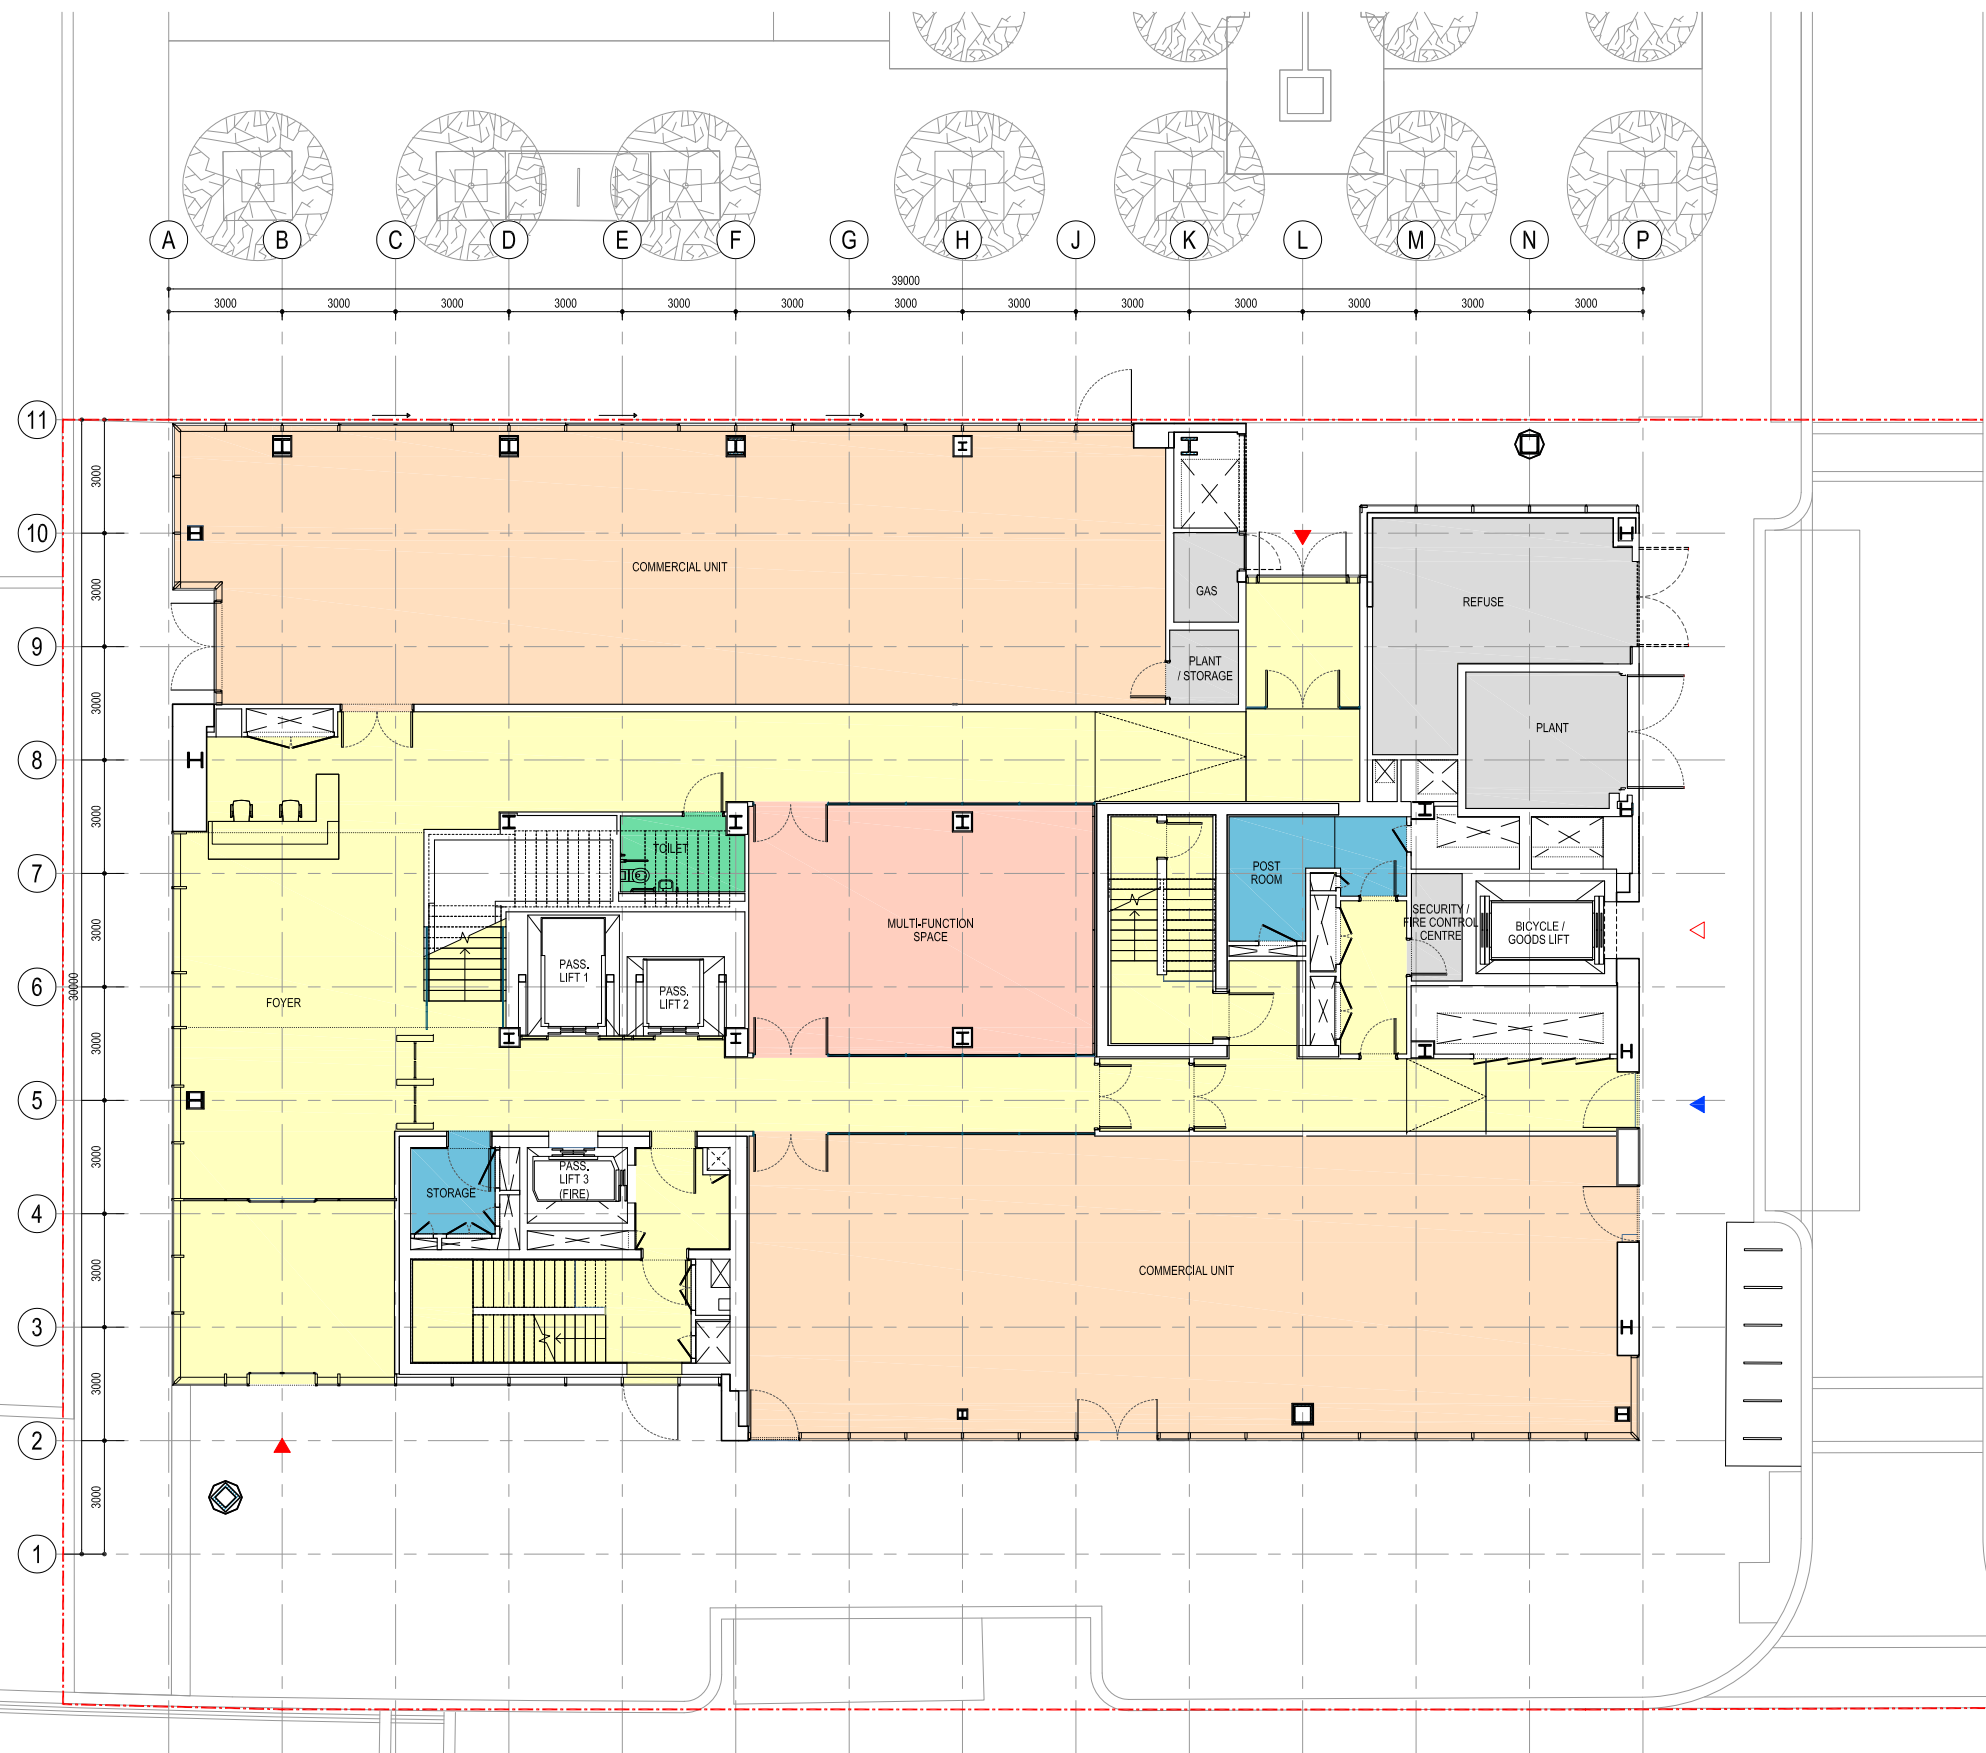 A B C D E F G H J K L M N P
39000
3000 3000 3000 3000 3000 3000 3000 3000 3000 3000 3000 3000 3000
11
10
9
8
7
6
5
4
3
2
1
3000
3000
3000
3000
3000
3000
3000
3000
3000
3000
30000
COMMERCIAL UNIT
GAS
REFUSE
PLANT
/ STORAGE
PLANT
TOILET
POST
ROOM
MULTI-FUNCTION
SPACE
SECURITY /
FIRE CONTROL
CENTRE
BICYCLE /
GOODS LIFT
PASS.
LIFT 1
PASS.
LIFT 2
FOYER
PASS.
LIFT 3
(FIRE)
STORAGE
COMMERCIAL UNIT